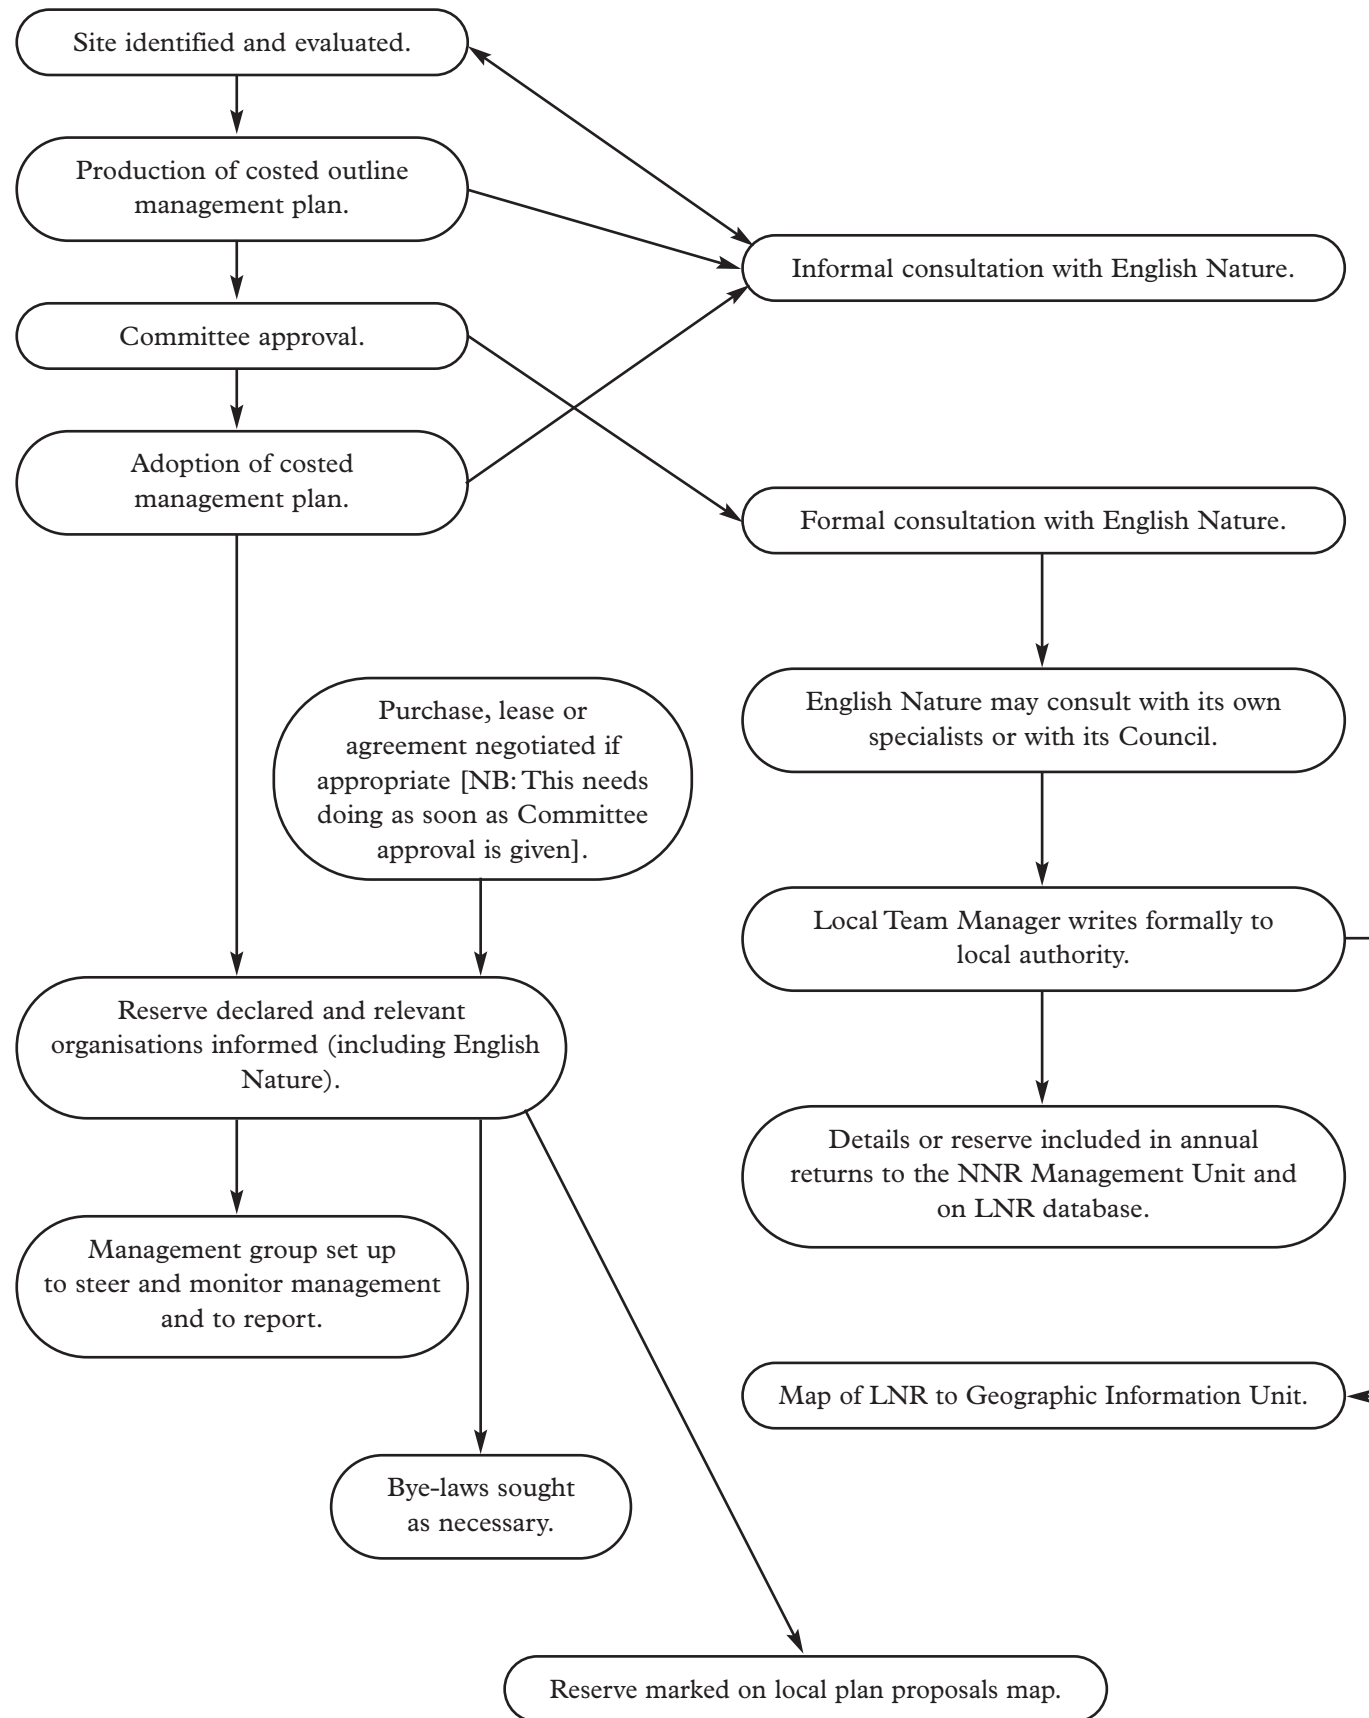 Site identified and evaluated.
Production of costed outline
management plan.
Informal consultation with English Nature.
Committee approval.
Adoption of costed
management plan.
Formal consultation with English Nature.
Purchase, lease or
agreement negotiated if
appropriate [NB: This needs
doing as soon as Committee
approval is given].
English Nature may consult with its own
specialists or with its Council.
Local Team Manager writes formally to
local authority.
Reserve declared and relevant
organisations informed (including English
Nature).
Details or reserve included in annual
returns to the NNR Management Unit and
on LNR database.
Management group set up
to steer and monitor management
and to report.
Map of LNR to Geographic Information Unit.
Bye-laws sought
as necessary.
Reserve marked on local plan proposals map.